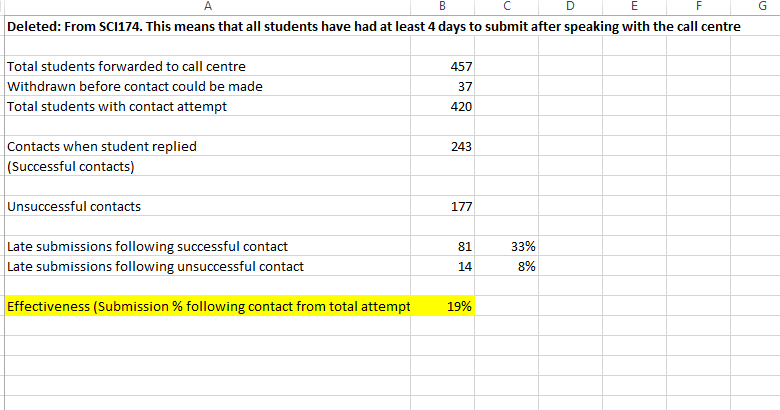 A B C D E F G
Deleted: From SCI174. This means that all students have had at least 4 days to submit after speaking with the call centre
Total students forwarded to call centre 457
Withdrawn before contact could be made 37
Total students with contact attempt 420
Contacts when student replied 243
(Successful contacts)
Unsuccessful contacts 177
Late submissions following successful contact 81 33%
Late submissions following unsuccessful contact 14 8%
Effectiveness (Submission % following contact from total attempt 19%